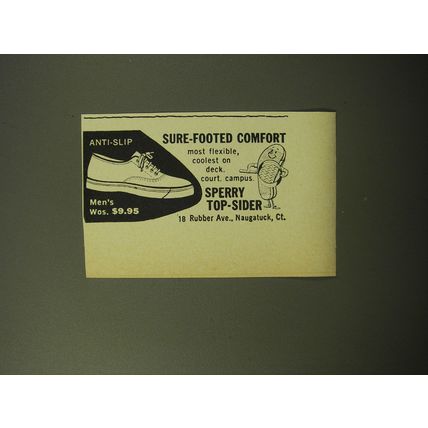 ANTI-SLIP
Men's
Wos. $9.95
SURE-FOOTED COMFORT
most flexible,
coolest on
deck. 
court. campus.
SPERRY
TOP-SIDER
18 Rubber Ave., Naugatuck, Ct.